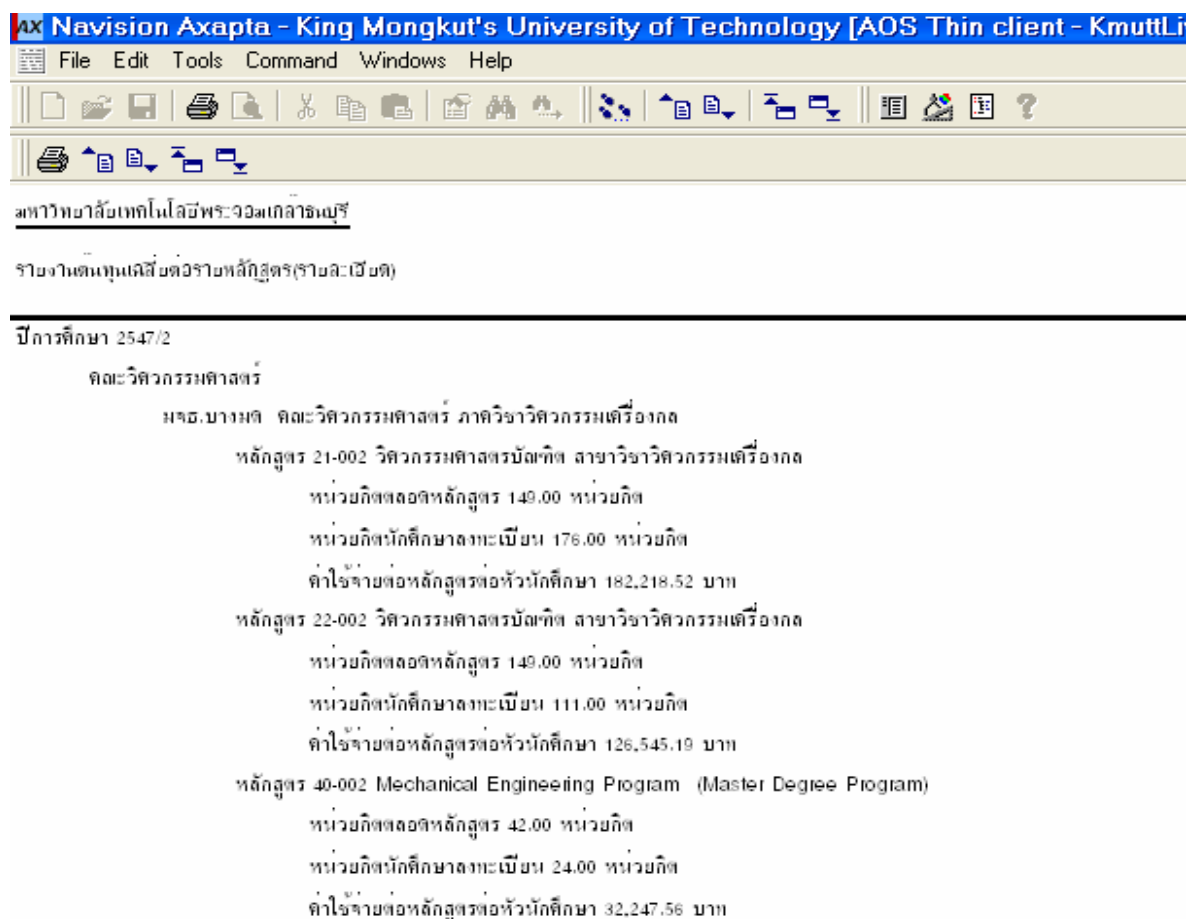 AX Navision Axapta - King Mongkut's University of Technology [AOS Thin client - KmuttLi
File Edit Tools Command Windows Help
มหาวิทยาลัยเทคโนโลยีพระจอมเกล้าธนบุรี
รายงานต้นทุนเฉลี่ยต่อรายหลักสูตร(รายละเอียด)
ปีการศึกษา 2547/2
คณะวิศวกรรมศาสตร์
มจธ.บางมด คณะวิศวกรรมศาสตร์ ภาควิชาวิศวกรรมเครื่องกล
หลักสูตร 21-002 วิศวกรรมศาสตรบัณฑิต สาขาวิชาวิศวกรรมเครื่องกล
หน่วยกิตตลอดหลักสูตร 149.00 หน่วยกิต
หน่วยกิตนักศึกษาลงทะเบียน 176.00 หน่วยกิต
ค่าใช้จ่ายต่อหลักสูตรต่อหัวนักศึกษา 182,218.52 บาท
หลักสูตร 22-002 วิศวกรรมศาสตรบัณฑิต สาขาวิชาวิศวกรรมเครื่องกล
หน่วยกิตตลอดหลักสูตร 149.00 หน่วยกิต
หน่วยกิตนักศึกษาลงทะเบียน 111.00 หน่วยกิต
ค่าใช้จ่ายต่อหลักสูตรต่อหัวนักศึกษา 126,545.19 บาท
หลักสูตร 40-002 Mechanical Engineering Program (Master Degree Program)
หน่วยกิตตลอดหลักสูตร 42.00 หน่วยกิต
หน่วยกิตนักศึกษาลงทะเบียน 24.00 หน่วยกิต
ค่าใช้จ่ายต่อหลักสูตรต่อหัวนักศึกษา 32,247.56 บาท